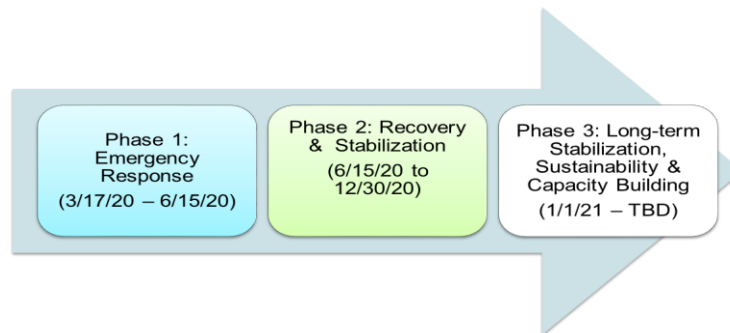 Phase 1:
Emergency
Response
(3/17/20 – 6/15/20)
Phase 2: Recovery
& Stabilization
(6/15/20 to
12/30/20)
Phase 3: Long-term
Stabilization,
Sustainability &
Capacity Building
(1/1/21 – TBD)